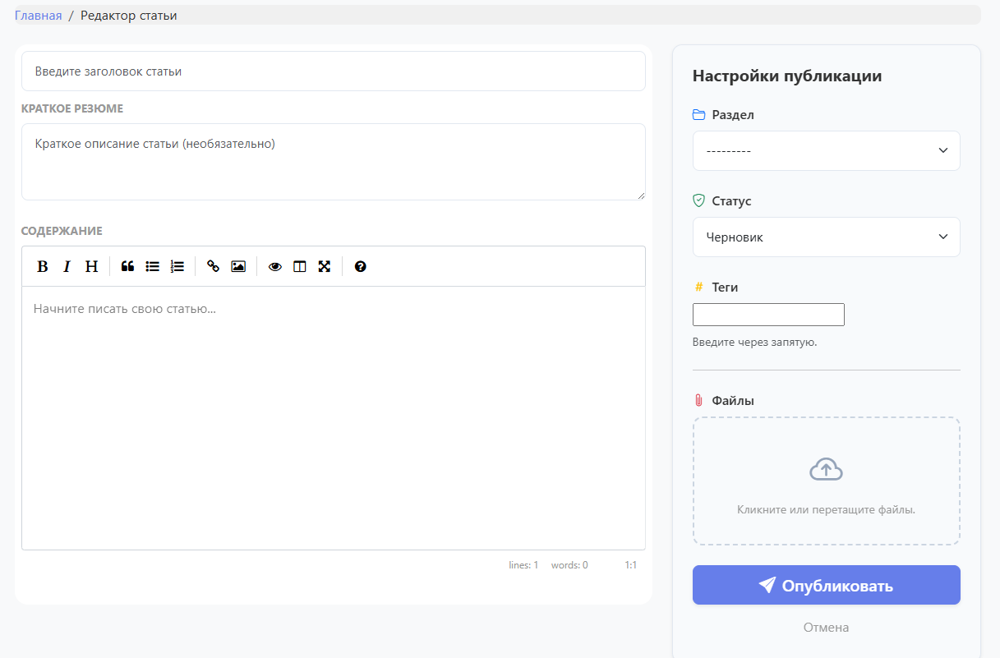 Главная / Редактор статьи
Введите заголовок статьи
КРАТКОЕ РЕЗЮМЕ
Краткое описание статьи (необязательно)
СОДЕРЖАНИЕ
B I H
Начните писать свою статью...
lines: 1 words: 0 1:1
Настройки публикации
Раздел
---------
Статус
Черновик
# Теги
Введите через запятую.
Файлы
Кликните или перетащите файлы.
Опубликовать
Отмена